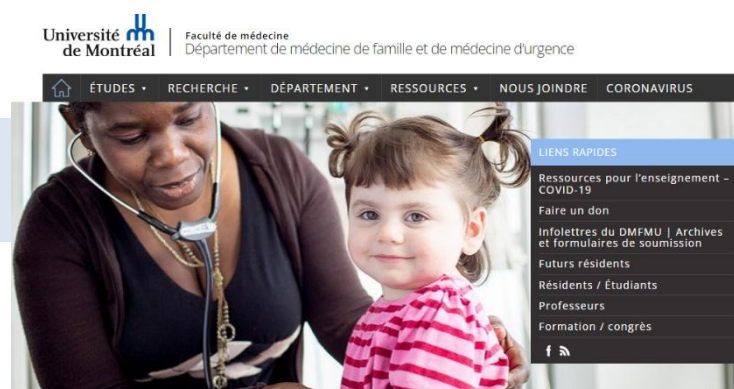 Université
de Montréal
Faculté de médecine
Département de médecine de famille et de médecine d'urgence
ÉTUDES RECHERCHE DÉPARTEMENT RESSOURCES NOUS JOINDRE CORONAVIRUS
LIENS RAPIDES
Ressources pour l'enseignement –
COVID-19
Faire un don
Infolettres du DMFMU | Archives
et formulaires de soumission
Futurs résidents
Résidents / Étudiants
Professeurs
Formation / congrès